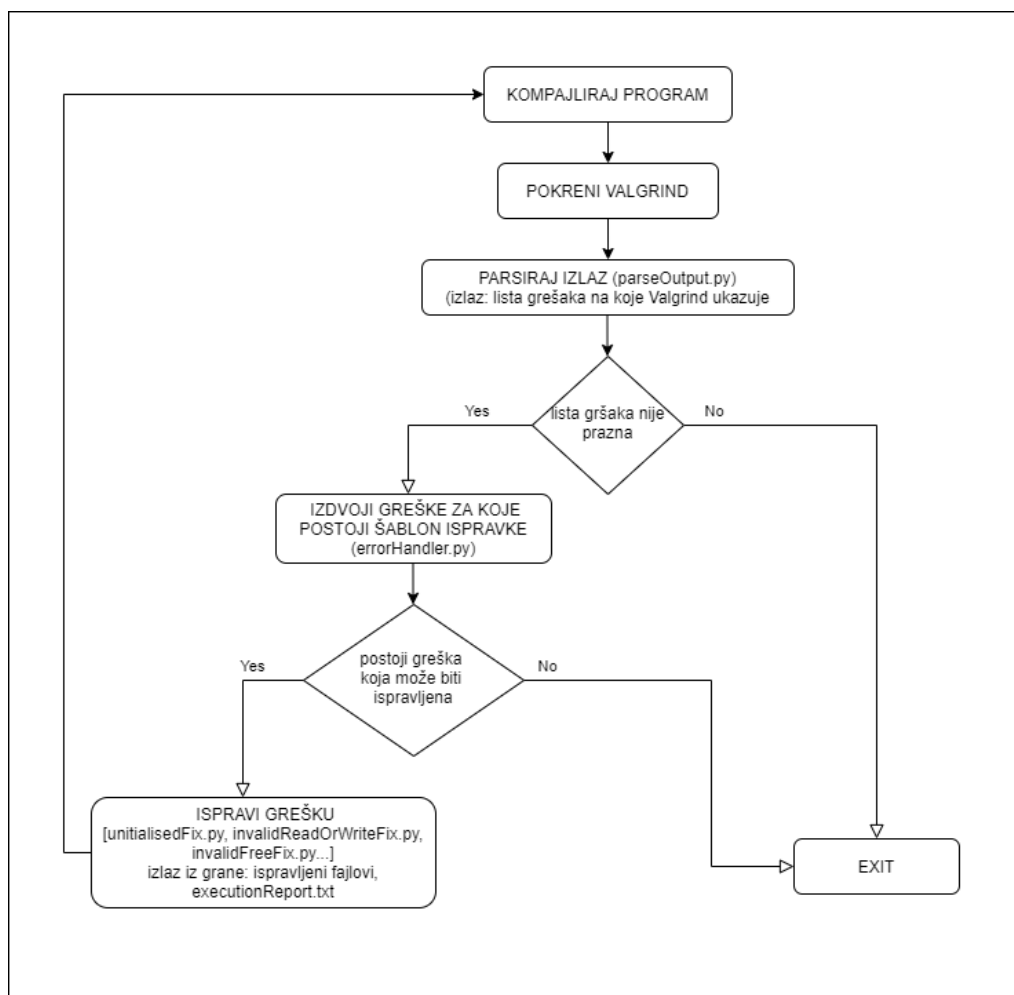 KOMPAJLIRAJ PROGRAM
POKRENI VALGRIND
PARSIRAJ IZLAZ (parseOutput.py)
(izlaz: lista grešaka na koje Valgrind ukazuje
Yes
lista gršaka nije
prazna
No
IZDVOJI GREŠKE ZA KOJE
POSTOJI ŠABLON ISPRAVKE
(errorHandler.py)
Yes
postoji greška
koja može biti
ispravljena
No
ISPRAVI GREŠKU
[unitialisedFix.py, invalidReadOrWriteFix.py,
invalidFreeFix.py...]
izlaz iz grane: ispravljeni fajlovi,
executionReport.txt
EXIT